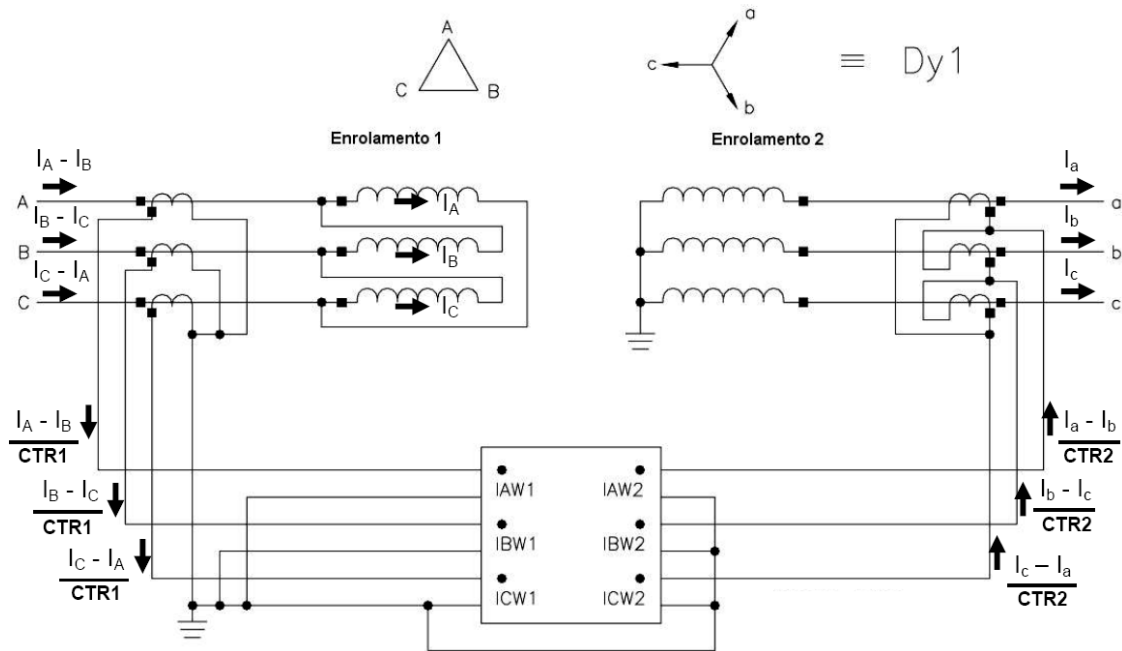 A
C B
a
c
b
≡ Dy1
Enrolamento 1
Enrolamento 2
I_A - I_B
A
I_B - I_C
B
I_C - I_A
C
I_A
I_B
I_C
I_a
a
I_b
b
I_c
c
I_A - I_B
CTR1
I_B - I_C
CTR1
I_C - I_A
CTR1
IAW1
IBW1
ICW1
IAW2
IBW2
ICW2
I_a - I_b
CTR2
I_b - I_c
CTR2
I_c – I_a
CTR2